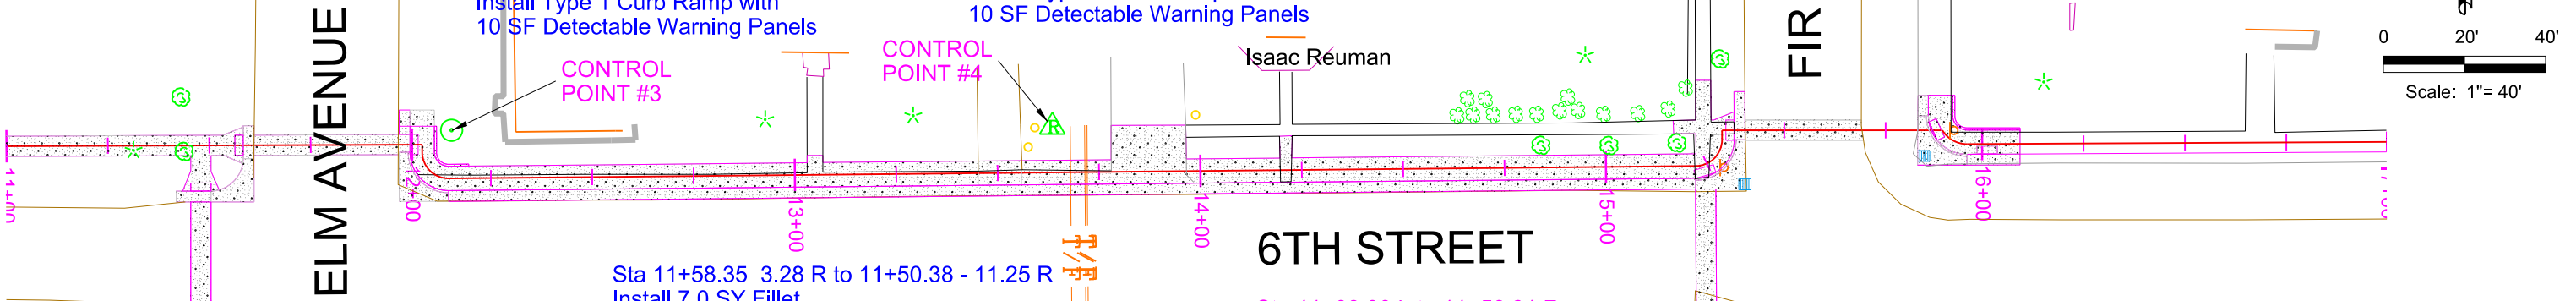 Install Type 1 Curb Ramp with
10 SF Detectable Warning Panels
10 SF Detectable Warning Panels
ELM AVENUE
CONTROL
POINT #3
CONTROL
POINT #4
Isaac Reuman
FIR
0 20' 40'
Scale: 1"= 40'
R
11+00
12+00
13+00
14+00
15+00
16+00
6TH STREET
T/F
Sta 11+58.35 3.28 R to 11+50.38 - 11.25 R
Install 7.0 SY Fillet